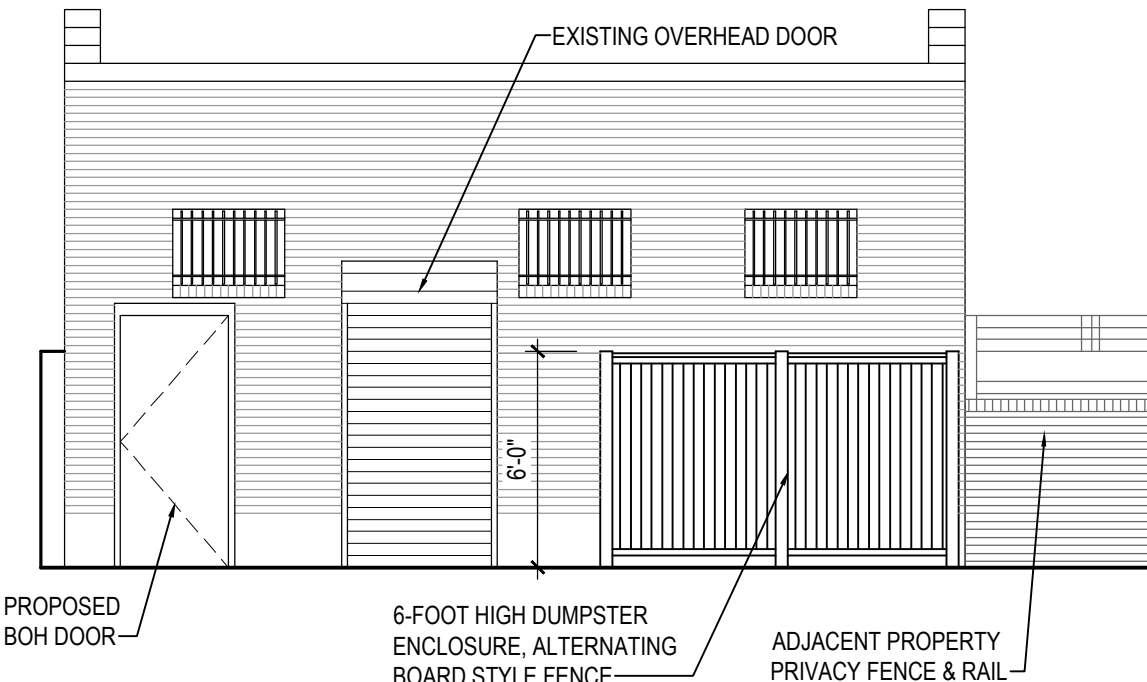 EXISTING OVERHEAD DOOR
6'-0"
PROPOSED
BOH DOOR
6-FOOT HIGH DUMPSTER
ENCLOSURE, ALTERNATING
BOARD STYLE FENCE
ADJACENT PROPERTY
PRIVACY FENCE & RAIL